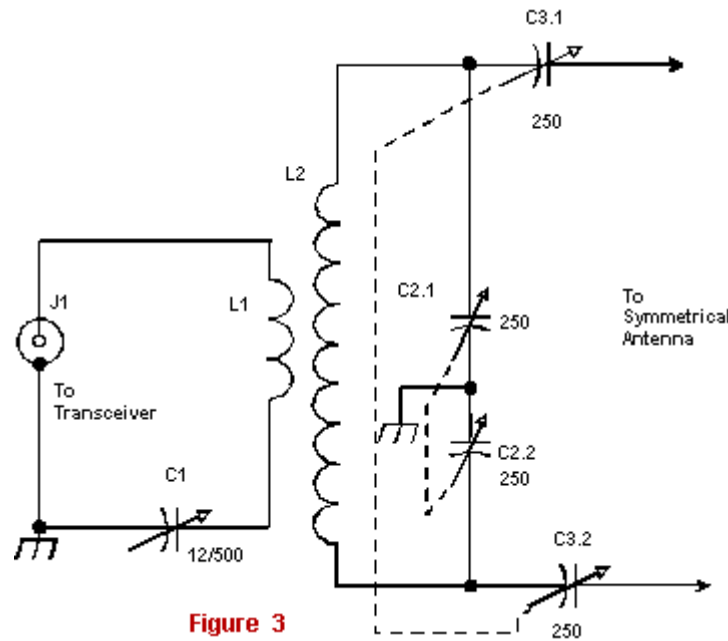 C3.1
250
L2
J1
L1
C2.1
250
To
Symmetrical
Antenna
To
Transceiver
C2.2
250
C1
12/500
C3.2
250
Figure 3